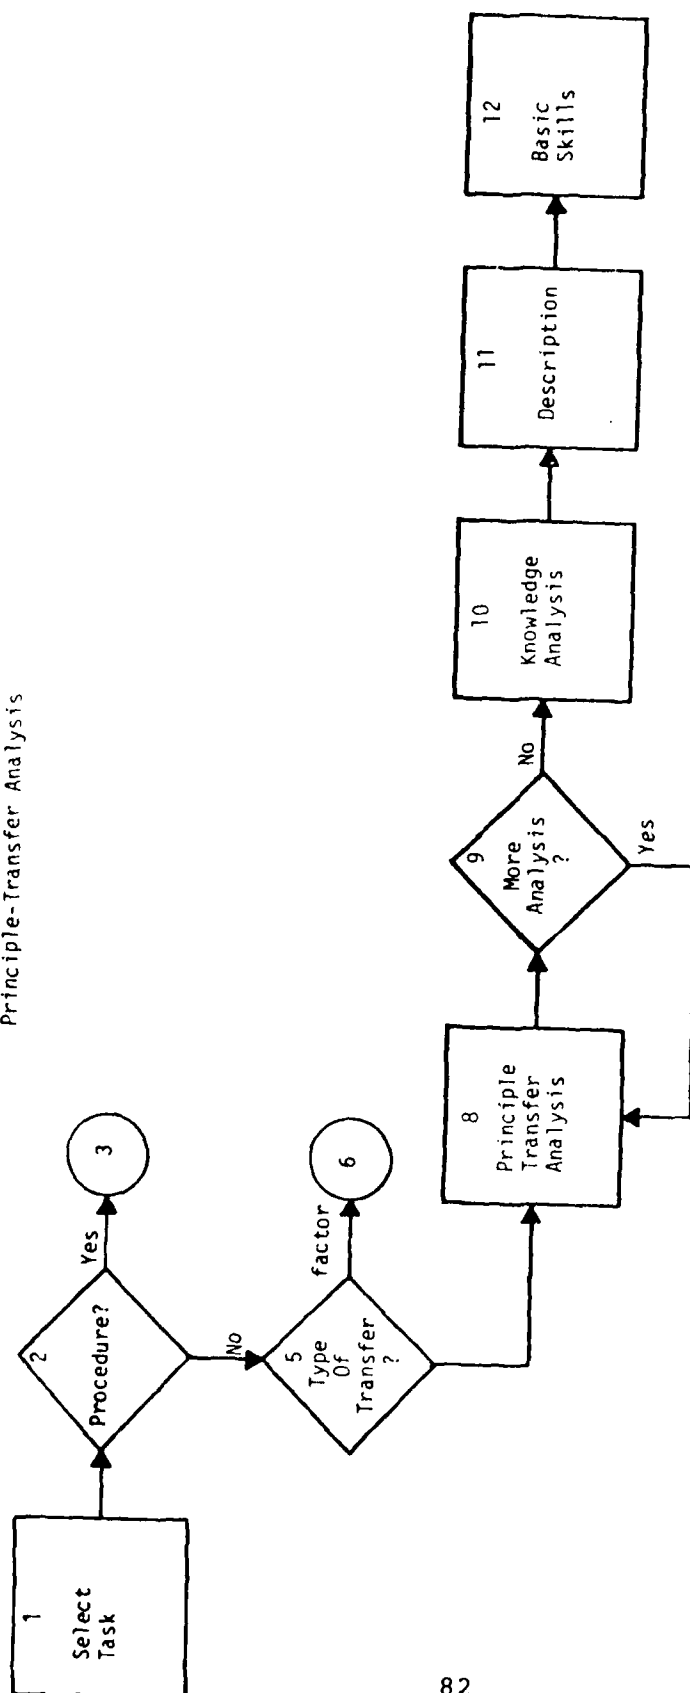 Principle-Transfer Analysis
1
Select
Task
2
Procedure?
Yes
3
No
5
Type
Of
Transfer
?
factor
6
8
Principle
Transfer
Analysis
9
More
Analysis
?
Yes
No
10
Knowledge
Analysis
11
Description
12
Basic
Skills
82